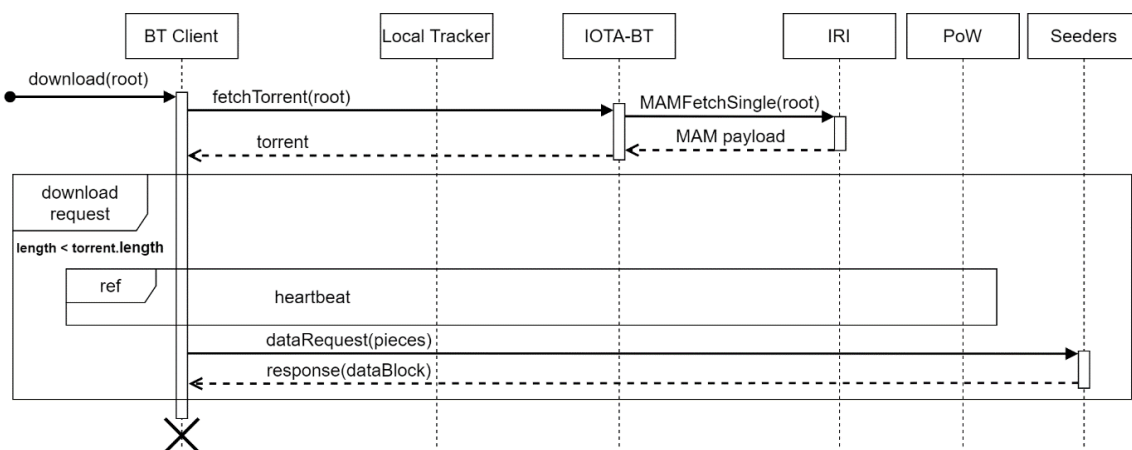 BT Client
Local Tracker
IOTA-BT
IRI
PoW
Seeders
download(root)
fetchTorrent(root)
MAMFetchSingle(root)
torrent
MAM payload
download
request
length < torrent.length
ref
heartbeat
dataRequest(pieces)
response(dataBlock)